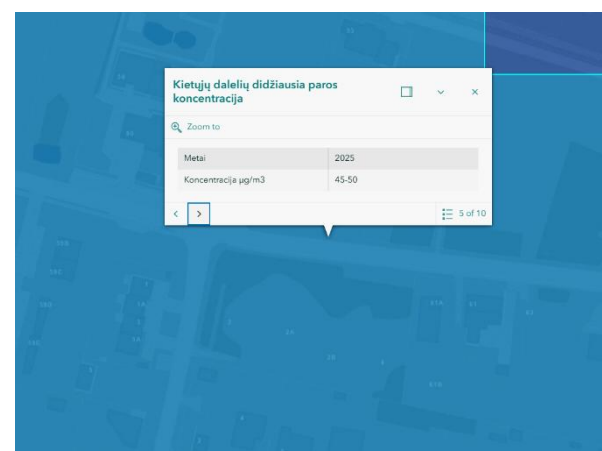 Kietųjų dalelių didžiausia paros
koncentracija
Zoom to
Metai 2025
Koncentracija µg/m3 45-50
5 of 10